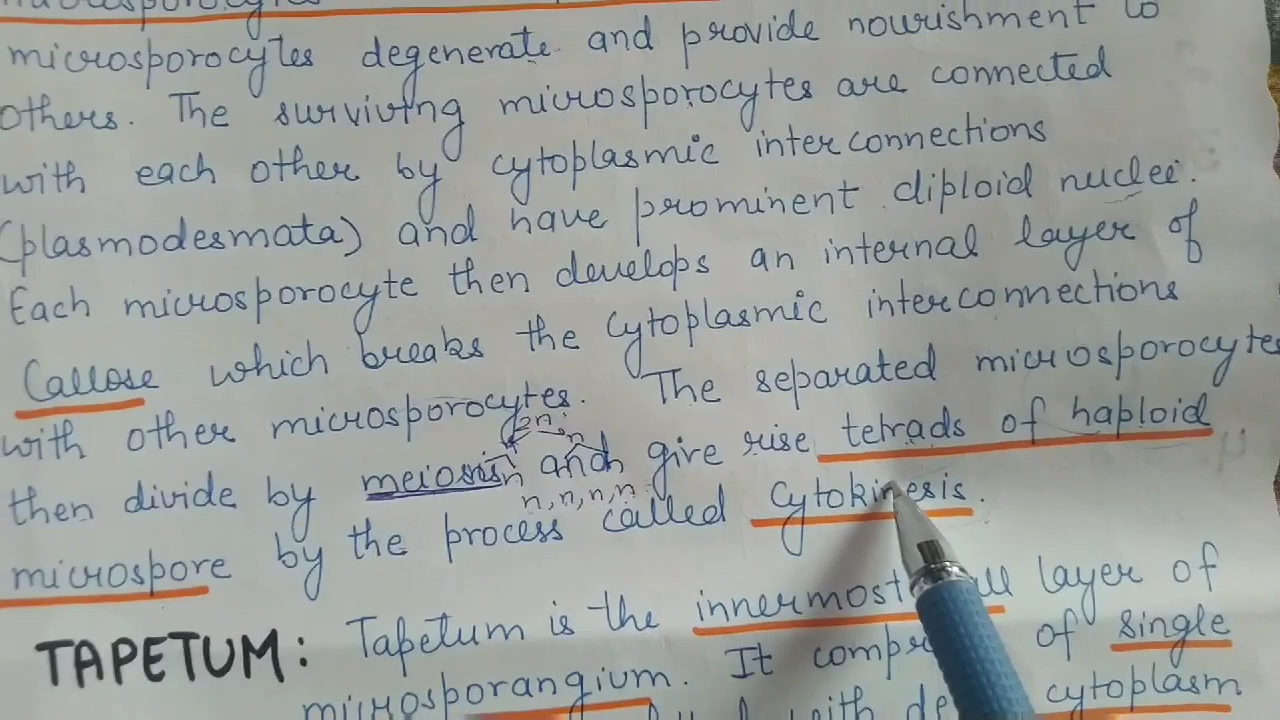 microsporocytes degenerate and provide nourishment to
others. The surviving microsporocytes are connected
with each other by cytoplasmic interconnections
(plasmodesmata) and have prominent diploid nuclei.
Each microsporocyte then develops an internal layer of
Callose which breaks the cytoplasmic interconnections
with other microsporocytes. The separated microsporocytes
2n
n n
then divide by meiosis and give rise tetrads of haploid
n, n, n, n
microspore by the process called Cytokinesis.
TAPETUM: Tapetum is the innermost layer of
microsporangium. It of single
with cytoplasm